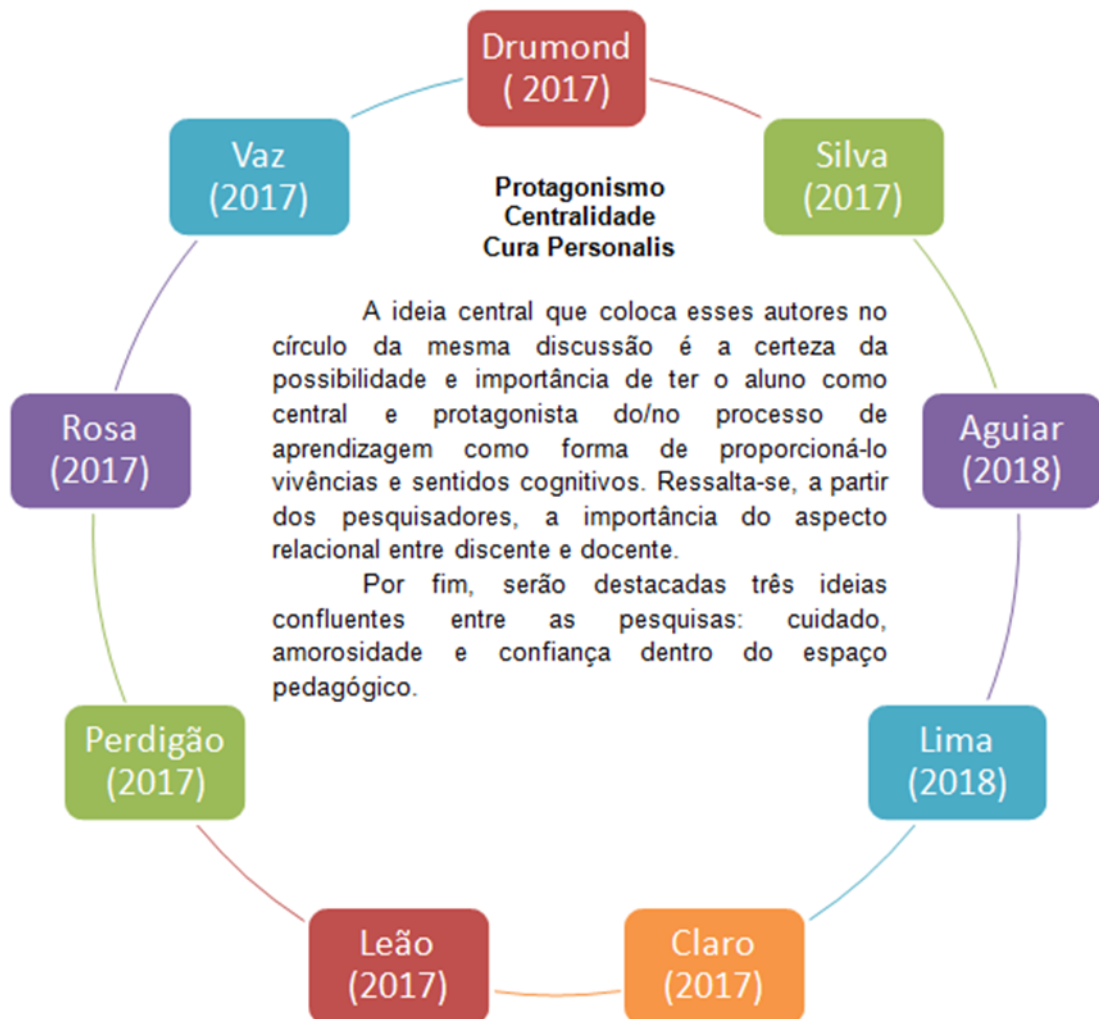 Drumond
( 2017)
Silva
(2017)
Aguiar
(2018)
Lima
(2018)
Claro
(2017)
Leão
(2017)
Perdigão
(2017)
Rosa
(2017)
Vaz
(2017)
Protagonismo
Centralidade
Cura Personalis
A ideia central que coloca esses autores no
círculo da mesma discussão é a certeza da
possibilidade e importância de ter o aluno como
central e protagonista do/no processo de
aprendizagem como forma de proporcioná-lo
vivências e sentidos cognitivos. Ressalta-se, a partir
dos pesquisadores, a importância do aspecto
relacional entre discente e docente.
Por fim, serão destacadas três ideias
confluentes entre as pesquisas: cuidado,
amorosidade e confiança dentro do espaço
pedagógico.